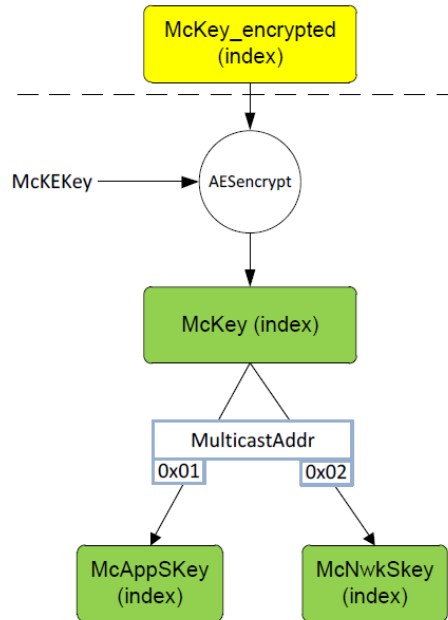 McKey_encrypted
(index)
McKEKey
AESencrypt
McKey (index)
MulticastAddr
0x01
0x02
McAppSKey
(index)
McNwkSkey
(index)